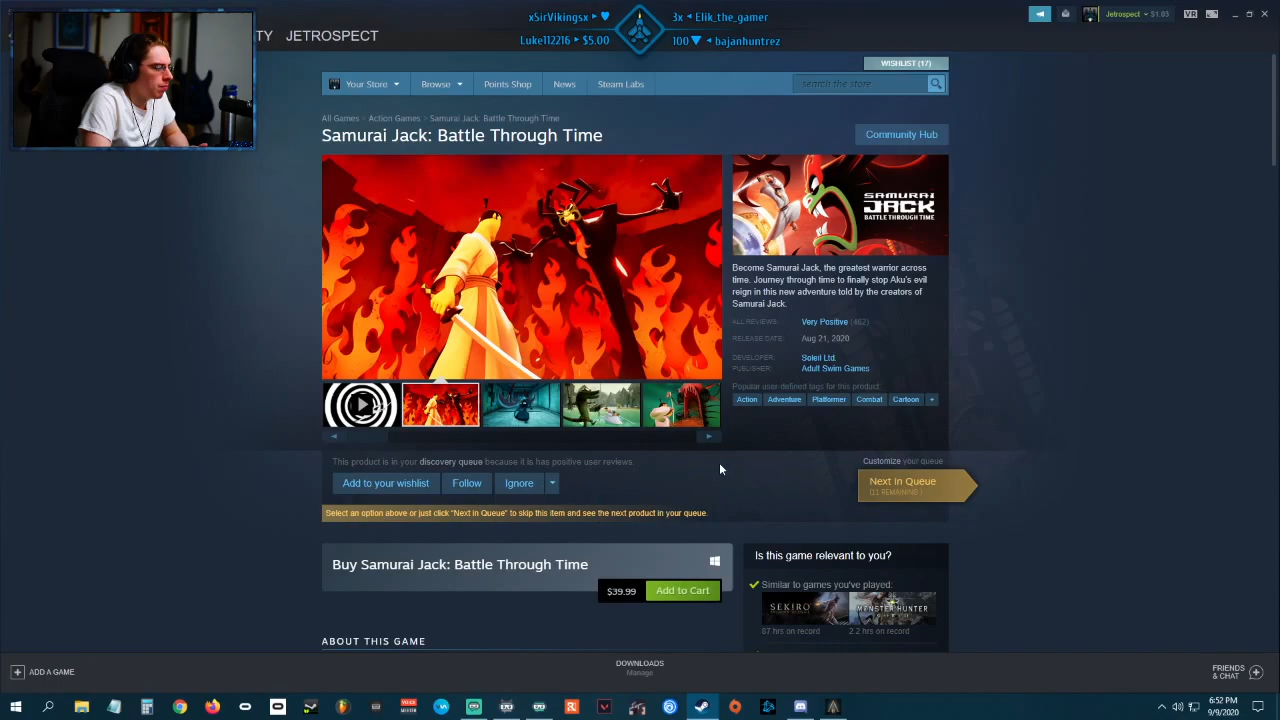 xSirVikingsx ▸ ♥
3x ◂ Elik_the_gamer
Luke112216 ▸ $5.00
100 ▼ ◂ bajanhuntrez
TY JETROSPECT
Jetrospect $1.03
VR
WISHLIST (17)
Your Store Browse Points Shop News Steam Labs
search the store
All Games > Action Games > Samurai Jack: Battle Through Time
Samurai Jack: Battle Through Time
Community Hub
SAMURAI
JACK
BATTLE THROUGH TIME
Become Samurai Jack, the greatest warrior across
time. Journey through time to finally stop Aku's evil
reign in this new adventure told by the creators of
Samurai Jack.
ALL REVIEWS: Very Positive (462)
RELEASE DATE: Aug 21, 2020
DEVELOPER: Soleil Ltd.
PUBLISHER: Adult Swim Games
Popular user-defined tags for this product:
Action Adventure Platformer Combat Cartoon +
This product is in your discovery queue because it is has positive user reviews.
Customize your queue
Add to your wishlist Follow Ignore
Next in Queue
(11 REMAINING )
Select an option above or just click "Next in Queue" to skip this item and see the next product in your queue.
Buy Samurai Jack: Battle Through Time
$39.99 Add to Cart
Is this game relevant to you?
Similar to games you've played:
SEKIRO
MONSTER HUNTER
87 hrs on record 2.2 hrs on record
ABOUT THIS GAME
ADD A GAME
DOWNLOADS
Manage
FRIENDS
& CHAT
6:52 PM
9/9/2020